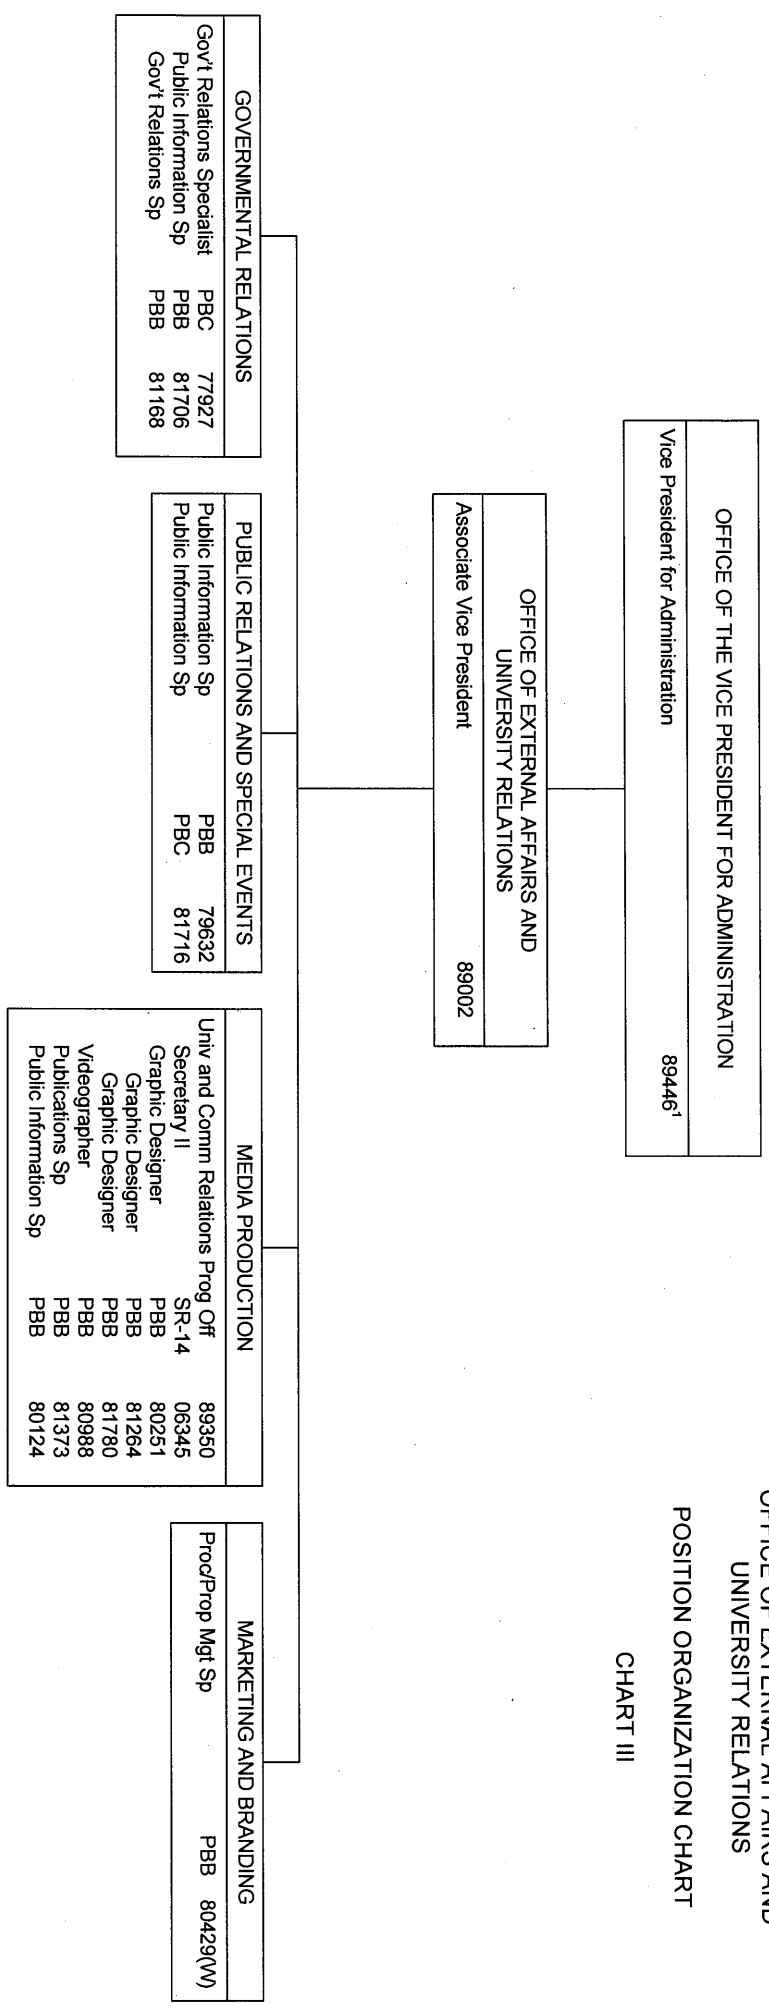 OFFICE OF EXTERNAL AFFAIRS AND
UNIVERSITY RELATIONS
POSITION ORGANIZATION CHART
CHART III
OFFICE OF THE VICE PRESIDENT FOR ADMINISTRATION
Vice President for Administration 89446¹
OFFICE OF EXTERNAL AFFAIRS AND
UNIVERSITY RELATIONS
Associate Vice President 89002
GOVERNMENTAL RELATIONS
Gov't Relations Specialist PBC 77927
Public Information Sp PBB 81706
Gov't Relations Sp PBB 81168
PUBLIC RELATIONS AND SPECIAL EVENTS
Public Information Sp PBB 79632
Public Information Sp PBC 81716
MEDIA PRODUCTION
Univ and Comm Relations Prog Off 89350
Secretary II SR-14 06345
Graphic Designer PBB 80251
Graphic Designer PBB 81264
Graphic Designer PBB 81780
Videographer PBB 80988
Publications Sp PBB 81373
Public Information Sp PBB 80124
MARKETING AND BRANDING
Proc/Prop Mgt Sp PBB 80429(W)